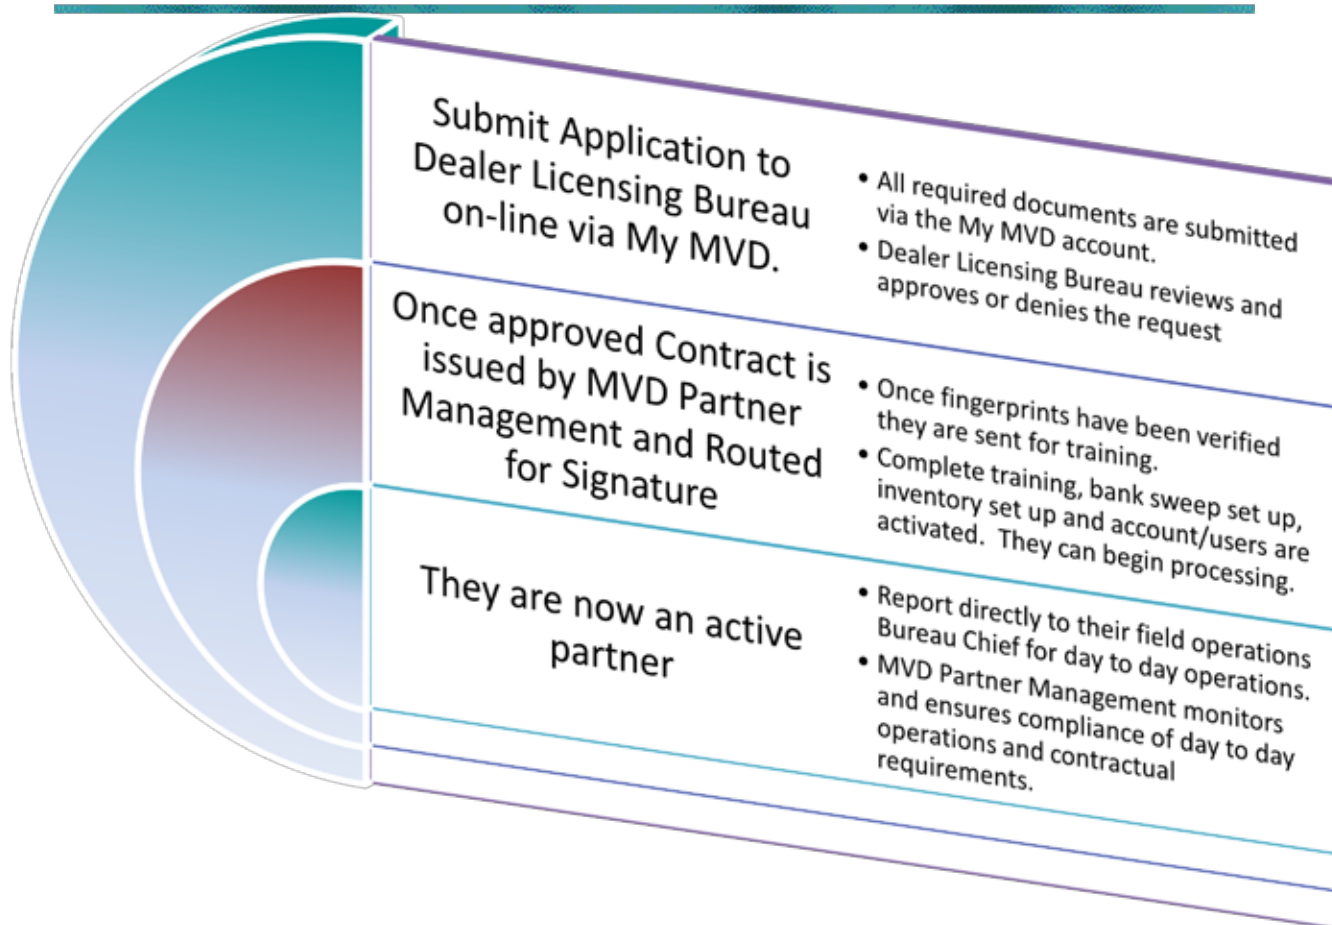 Submit Application to
Dealer Licensing Bureau
on-line via My MVD.
• All required documents are submitted
via the My MVD account.
• Dealer Licensing Bureau reviews and
approves or denies the request
Once approved Contract is
issued by MVD Partner
Management and Routed
for Signature
• Once fingerprints have been verified
they are sent for training.
• Complete training, bank sweep set up,
inventory set up and account/users are
activated.  They can begin processing.
They are now an active
partner
• Report directly to their field operations
Bureau Chief for day to day operations.
• MVD Partner Management monitors
and ensures compliance of day to day
operations and contractual
requirements.